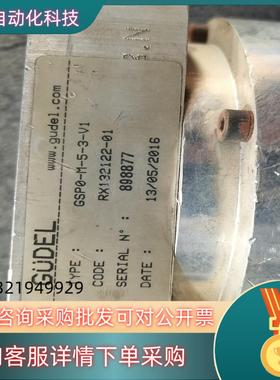 自动化科技
GÜDEL
www.gudel.com
TYPE : GSP0-M-5-3-V1
CODE : RX132122-01
SERIAL N° : 898877
DATE : 13/05/2016
821949929
咨询采购批发可对公开票
客服详情下单采购